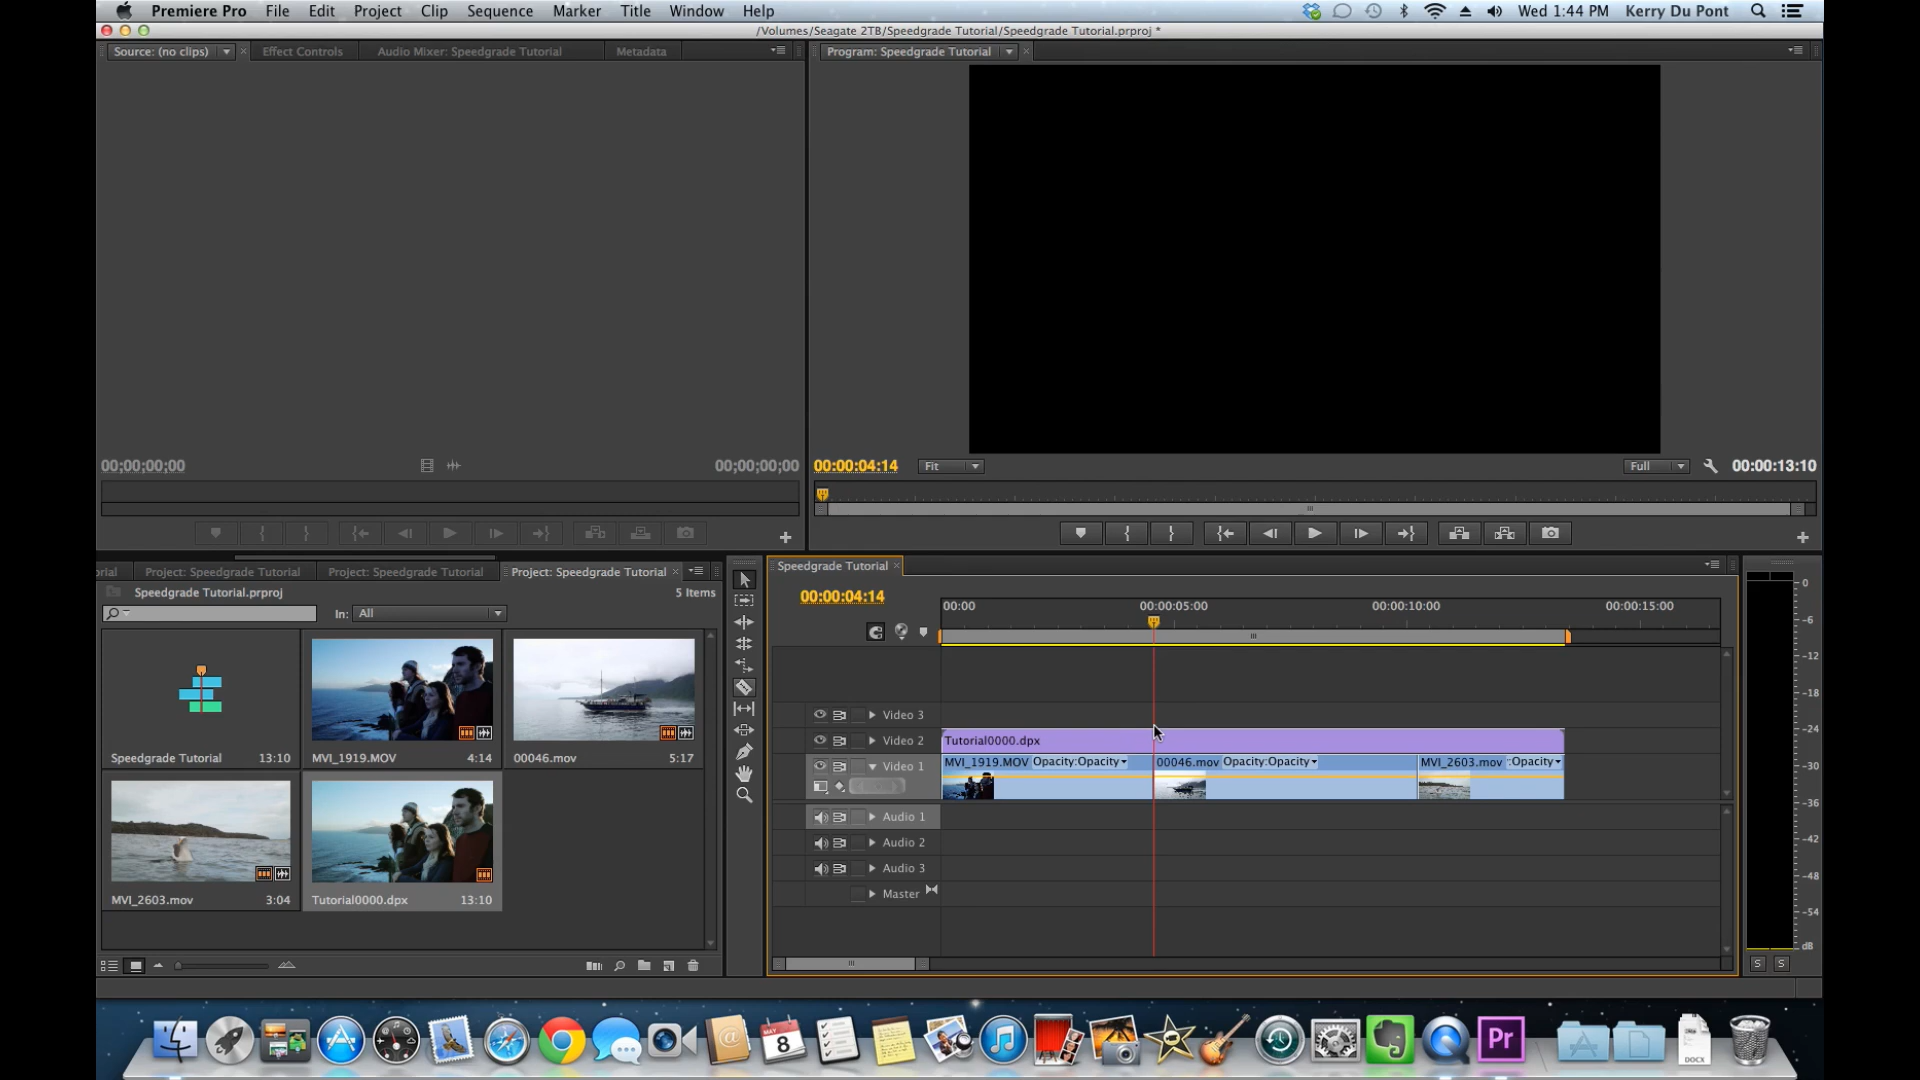 Premiere Pro File Edit Project Clip Sequence Marker Title Window Help Wed 1:44 PM Kerry Du Pont
/Volumes/Seagate 2TB/Speedgrade Tutorial/Speedgrade Tutorial.prproj *
Source: (no clips) Effect Controls Audio Mixer: Speedgrade Tutorial Metadata
Program: Speedgrade Tutorial
00;00;00;00 00;00;00;00
00:00:04:14 Fit Full 00:00:13:10
orial Project: Speedgrade Tutorial Project: Speedgrade Tutorial Project: Speedgrade Tutorial
Speedgrade Tutorial.prproj 5 Items
In: All
Speedgrade Tutorial 13:10
MVI_1919.MOV 4:14
00046.mov 5:17
MVI_2603.mov 3:04
Tutorial0000.dpx 13:10
Speedgrade Tutorial
00:00:04:14
00:00 00:00:05:00 00:00:10:00 00:00:15:00
Video 3
Video 2 Tutorial0000.dpx
Video 1 MVI_1919.MOV Opacity:Opacity 00046.mov Opacity:Opacity MVI_2603.mov :Opacity
Audio 1
Audio 2
Audio 3
Master
0
-6
-12
-18
-24
-30
-36
-42
-48
-54
dB
S S
MAY
8
Pr
DOCX